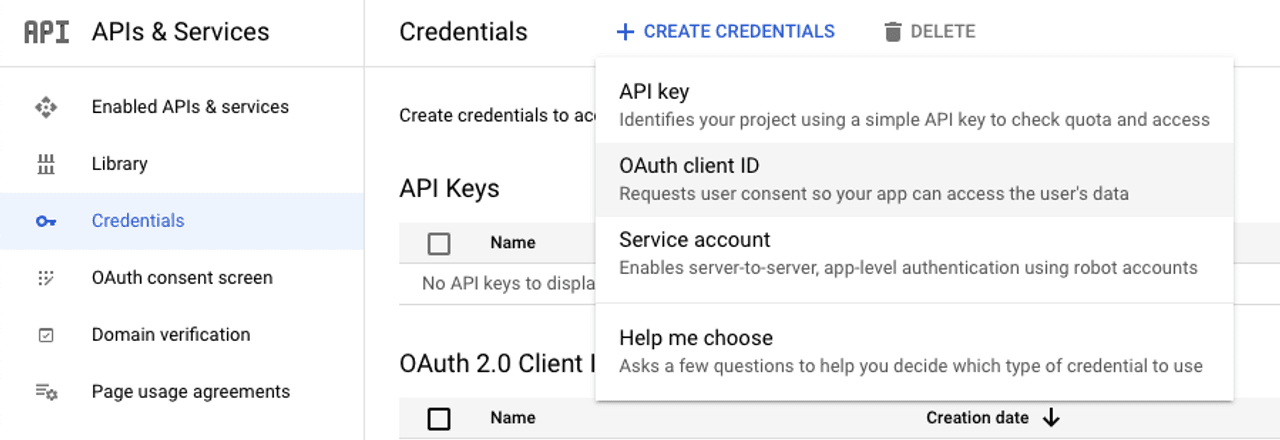 API APIs & Services
Credentials
CREATE CREDENTIALS
DELETE
Enabled APIs & services
Library
Credentials
OAuth consent screen
Domain verification
Page usage agreements
Create credentials to
API Keys
Name
No API keys to
OAuth 2.0 Client
Name
Creation date
API key
Identifies your project using a simple API key to check quota and access
OAuth client ID
Requests user consent so your app can access the user's data
Service account
Enables server-to-server, app-level authentication using robot accounts
Help me choose
Asks a few questions to help you decide which type of credential to use